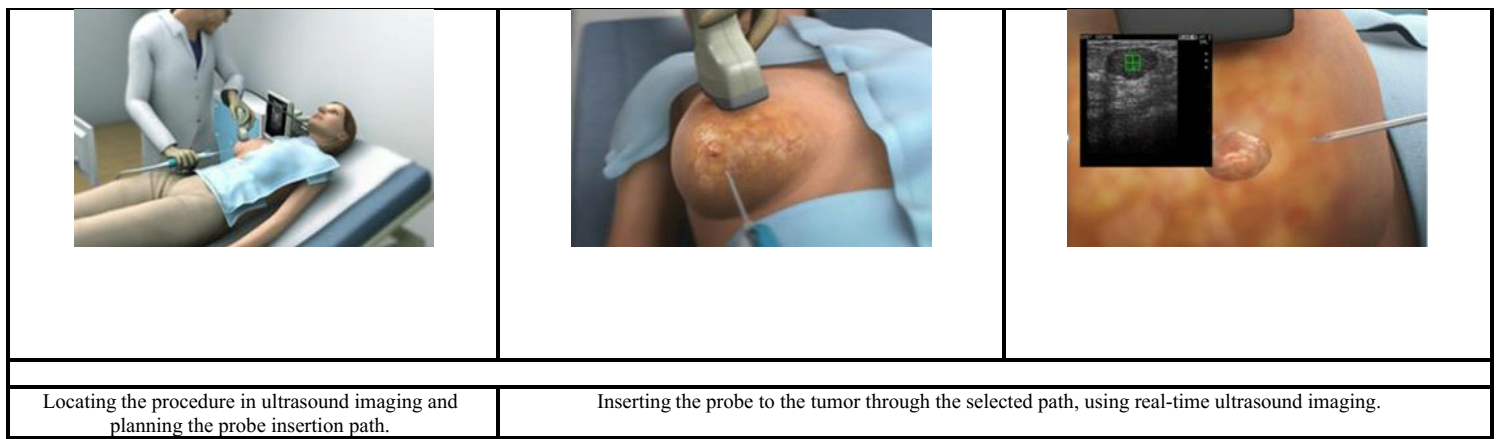 Locating the procedure in ultrasound imaging and
planning the probe insertion path.
Inserting the probe to the tumor through the selected path, using real-time ultrasound imaging.